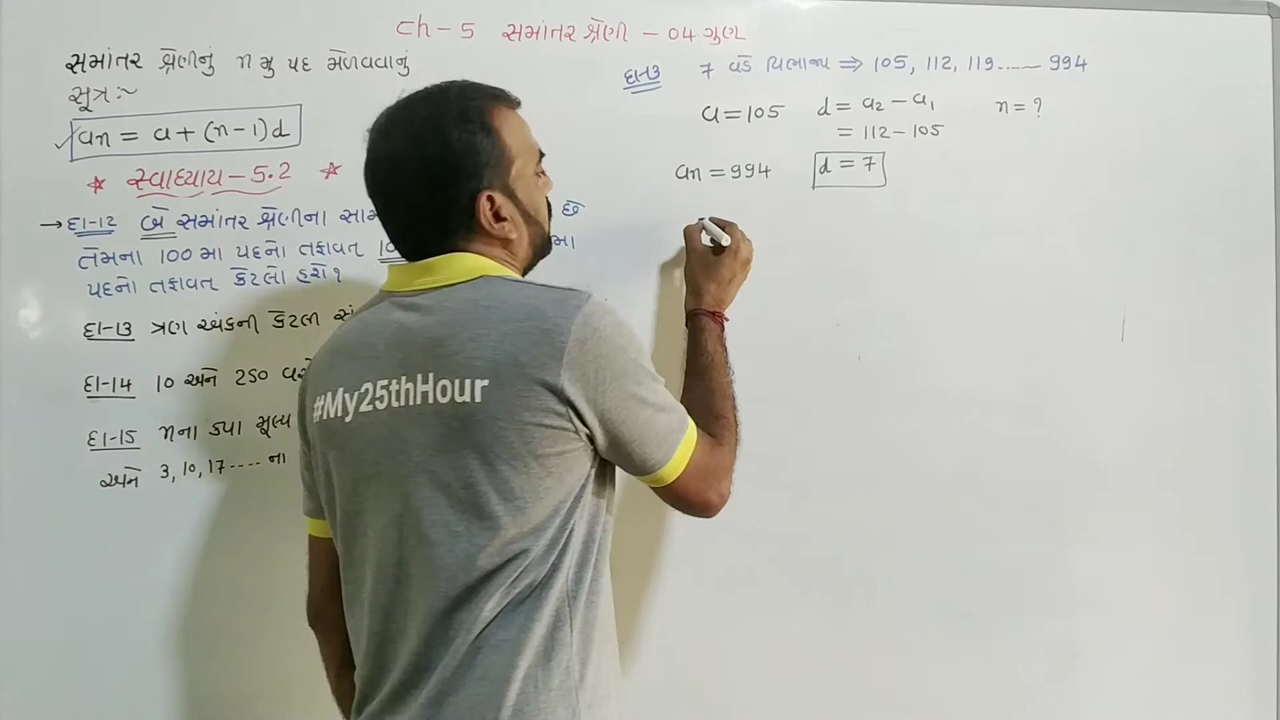 Ch-5 સમાંતર શ્રેણી - 04 ગુણ
સમાંતર શ્રેણીનું n મુ પદ મેળવવાનું
સૂત્ર:-
an = a + (n-1)d
* સ્વાધ્યાય - 5.2 *
→ દા-12 બે સમાંતર શ્રેણીના છે
તેમના 100 મા પદનો તફાવત મા
પદનો તફાવત કેટલો હશે?
દા-13 ત્રણ અંકની કેટલી
દા-14 10 અને 250
દા-15 nના કયા મૂલ્ય
અને 3, 10, 17 .... ના
દા-13 7 વડે વિભાજ્ય ⇒ 105, 112, 119 ...... 994
a = 105 d = a2 - a1 n = ?
= 112 - 105
an = 994 d = 7
#My25thHour